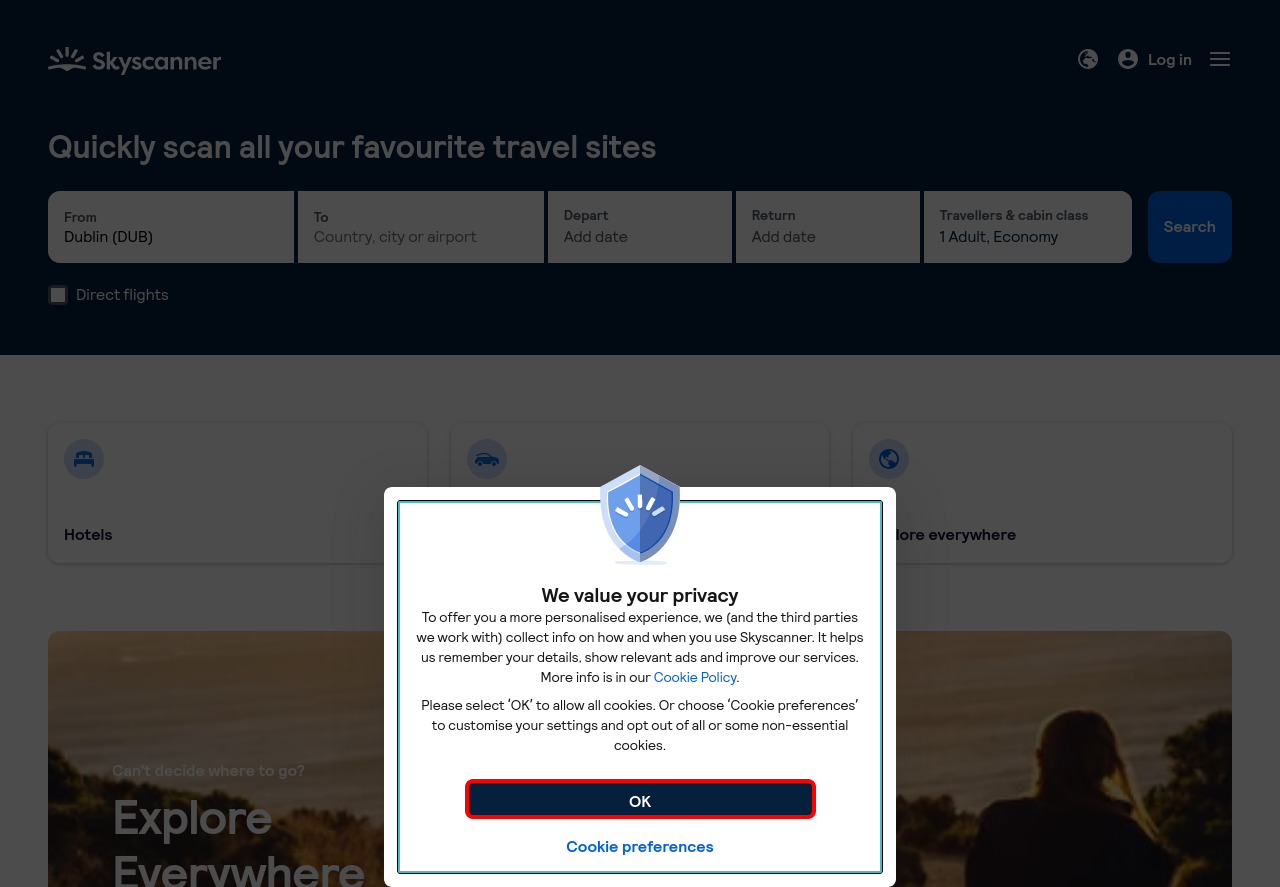 Skyscanner
Log in
Quickly scan all your favourite travel sites
From
Dublin (DUB)
To
Country, city or airport
Depart
Add date
Return
Add date
Travellers & cabin class
1 Adult, Economy
Search
Direct flights
Hotels
lore everywhere
We value your privacy
To offer you a more personalised experience, we (and the third parties
we work with) collect info on how and when you use Skyscanner. It helps
us remember your details, show relevant ads and improve our services.
More info is in our Cookie Policy.
Please select ‘OK’ to allow all cookies. Or choose ‘Cookie preferences’
to customise your settings and opt out of all or some non-essential
cookies.
OK
Cookie preferences
Can't decide where to go?
Explore
Everywhere